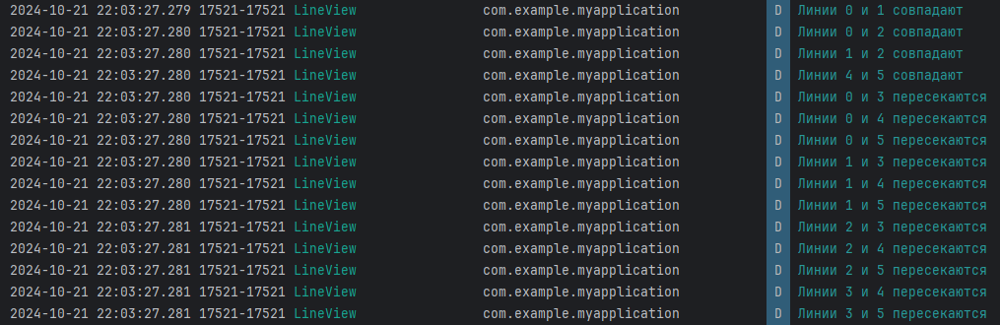 2024-10-21 22:03:27.279 17521-17521 LineView com.example.myapplication D Линии 0 и 1 совпадают
2024-10-21 22:03:27.280 17521-17521 LineView com.example.myapplication D Линии 0 и 2 совпадают
2024-10-21 22:03:27.280 17521-17521 LineView com.example.myapplication D Линии 1 и 2 совпадают
2024-10-21 22:03:27.280 17521-17521 LineView com.example.myapplication D Линии 4 и 5 совпадают
2024-10-21 22:03:27.280 17521-17521 LineView com.example.myapplication D Линии 0 и 3 пересекаются
2024-10-21 22:03:27.280 17521-17521 LineView com.example.myapplication D Линии 0 и 4 пересекаются
2024-10-21 22:03:27.280 17521-17521 LineView com.example.myapplication D Линии 0 и 5 пересекаются
2024-10-21 22:03:27.280 17521-17521 LineView com.example.myapplication D Линии 1 и 3 пересекаются
2024-10-21 22:03:27.280 17521-17521 LineView com.example.myapplication D Линии 1 и 4 пересекаются
2024-10-21 22:03:27.280 17521-17521 LineView com.example.myapplication D Линии 1 и 5 пересекаются
2024-10-21 22:03:27.281 17521-17521 LineView com.example.myapplication D Линии 2 и 3 пересекаются
2024-10-21 22:03:27.281 17521-17521 LineView com.example.myapplication D Линии 2 и 4 пересекаются
2024-10-21 22:03:27.281 17521-17521 LineView com.example.myapplication D Линии 2 и 5 пересекаются
2024-10-21 22:03:27.281 17521-17521 LineView com.example.myapplication D Линии 3 и 4 пересекаются
2024-10-21 22:03:27.281 17521-17521 LineView com.example.myapplication D Линии 3 и 5 пересекаются